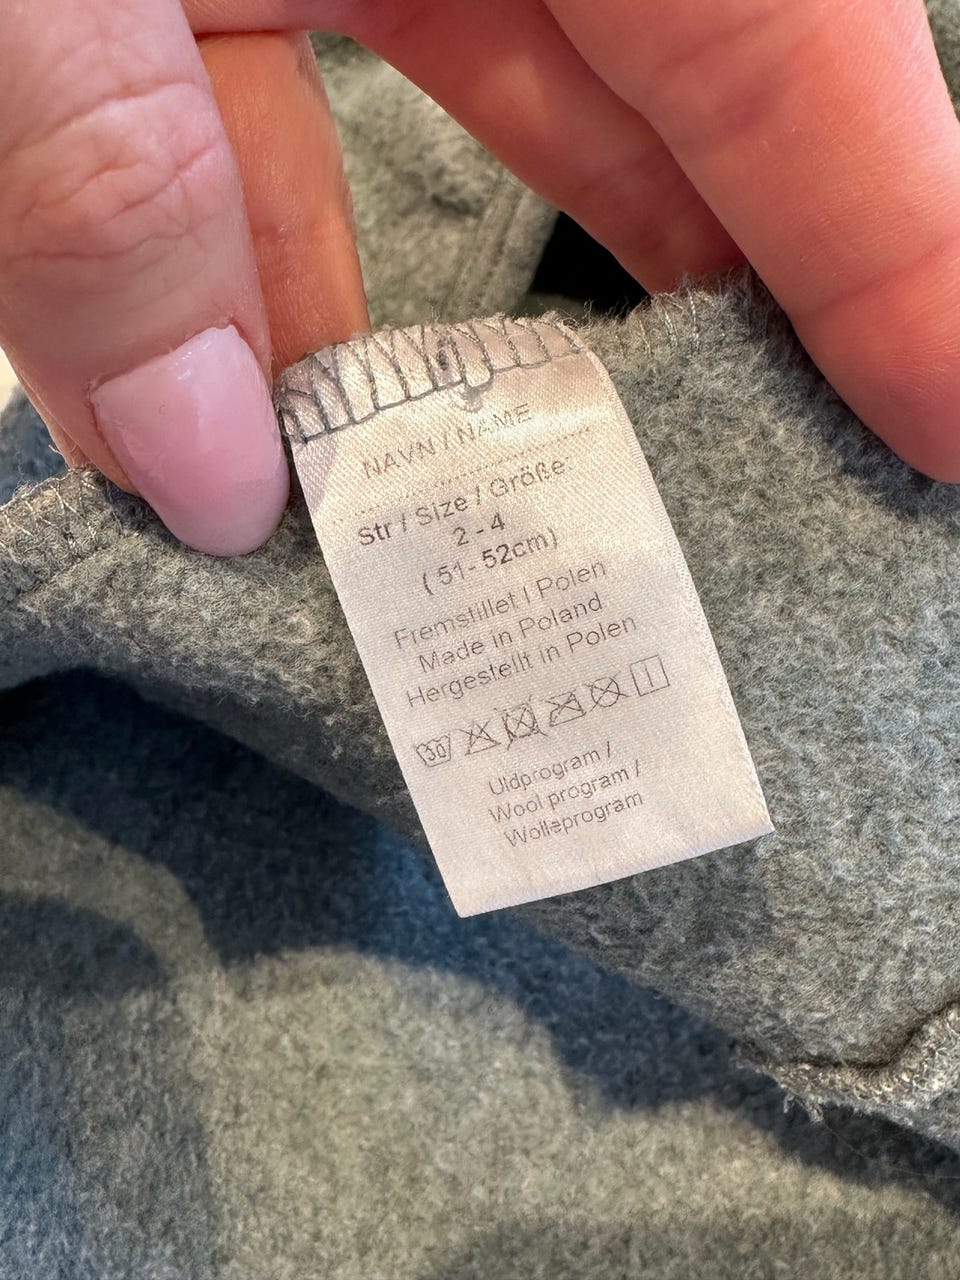 NAVN / NAME
Str / Size / Größe
2 - 4
( 51- 52cm)
Fremstillet I Polen
Made in Poland
Hergestellt in Polen
30
Uldprogram /
Wool program /
Wolleprogram